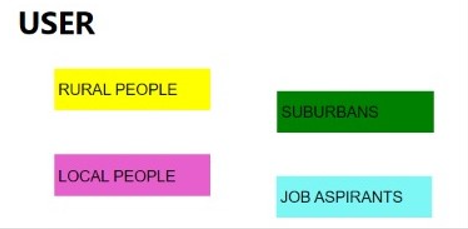 USER
RURAL PEOPLE
SUBURBANS
LOCAL PEOPLE
JOB ASPIRANTS